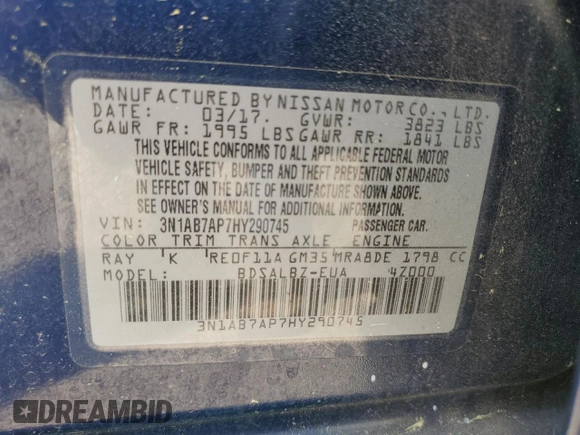 MANUFACTURED BY NISSAN MOTOR CO., LTD.
DATE: 03/17. GVWR: 3823 LBS
GAWR FR: 1995 LBS GAWR RR: 1841 LBS
THIS VEHICLE CONFORMS TO ALL APPLICABLE FEDERAL MOTOR
VEHICLE SAFETY, BUMPER AND THEFT PREVENTION STANDARDS
IN EFFECT ON THE DATE OF MANUFACTURE SHOWN ABOVE.
SEE OWNER'S MANUAL FOR ADDITIONAL INFORMATION.
VIN: 3N1AB7AP7HY290745 PASSENGER CAR.
COLOR TRIM TRANS AXLE ENGINE
RAY K RE0F11A GM35 MRA8DE 1798 CC
MODEL: BDSALBZ-EUA 4Z000
3N1AB7AP7HY290745
DREAMBID